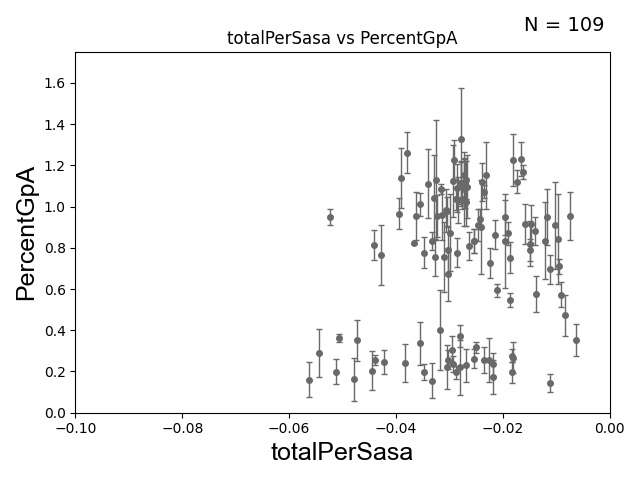 N = 109
totalPerSasa vs PercentGpA
PercentGpA
1.6
1.4
1.2
1.0
0.8
0.6
0.4
0.2
0.0
−0.10 −0.08 −0.06 −0.04 −0.02 0.00
totalPerSasa